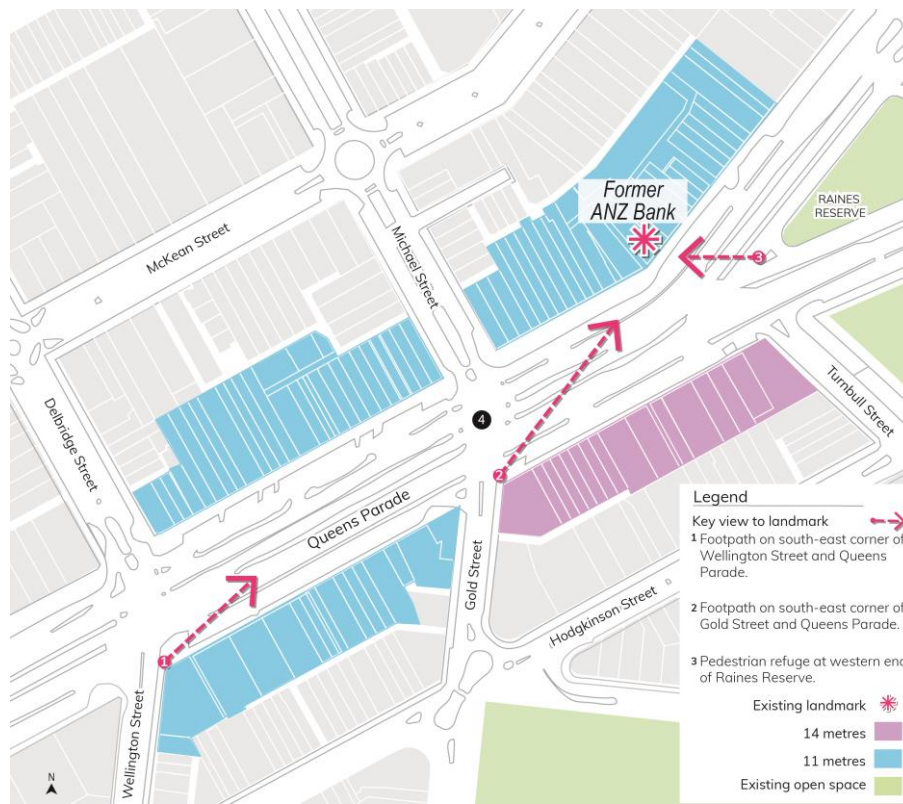 Former
ANZ Bank
RAINES
RESERVE
3
McKean Street
Michael Street
Delbridge Street
Turnbull Street
4
2
Queens Parade
Gold Street
Hodgkinson Street
1
Wellington Street
N
Legend
Key view to landmark
1 Footpath on south-east corner of
Wellington Street and Queens
Parade.
2 Footpath on south-east corner of
Gold Street and Queens Parade.
3 Pedestrian refuge at western end
of Raines Reserve.
Existing landmark
14 metres
11 metres
Existing open space